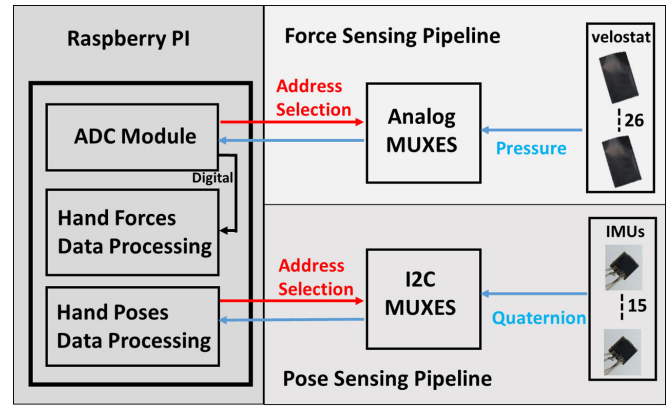 Raspberry PI
ADC Module
Digital
Hand Forces
Data Processing
Hand Poses
Data Processing
Force Sensing Pipeline
Address
Selection
Analog
MUXES
Pressure
velostat
26
Address
Selection
I2C
MUXES
Quaternion
IMUs
15
Pose Sensing Pipeline